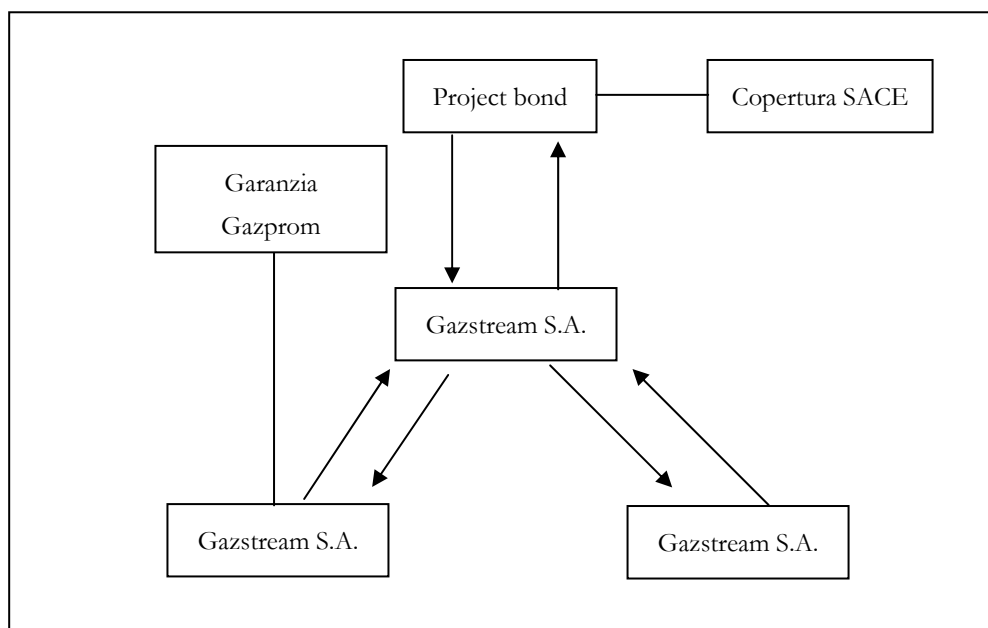 Project bond
Copertura SACE
Garanzia
Gazprom
Gazstream S.A.
Gazstream S.A.
Gazstream S.A.